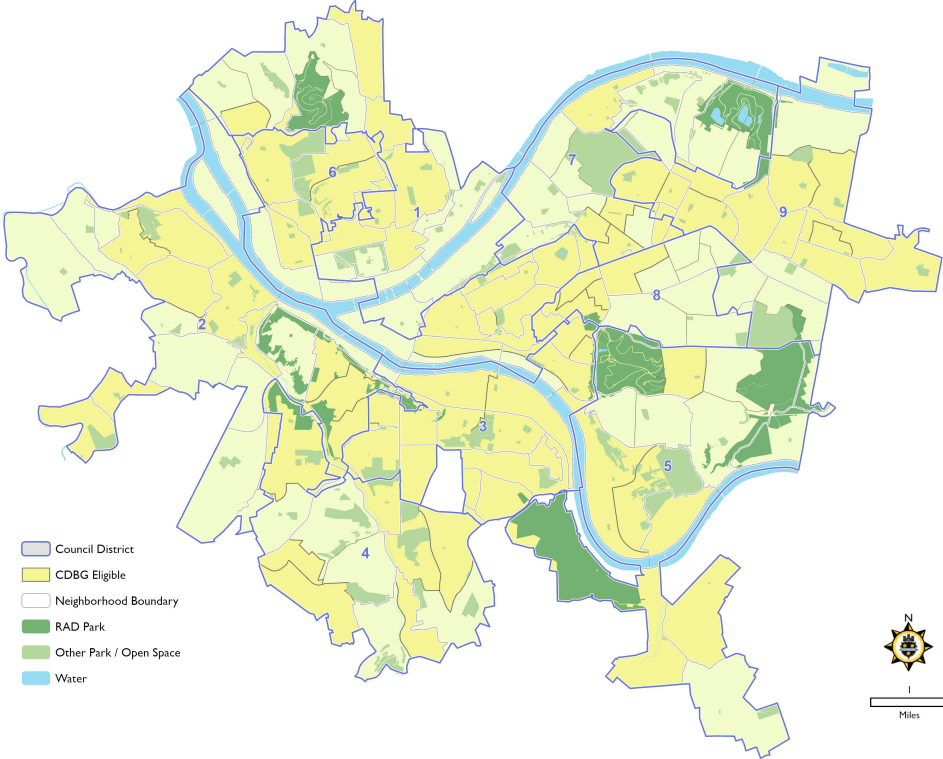 7
6
1
9
2
8
3
5
4
Council District
CDBG Eligible
Neighborhood Boundary
RAD Park
Other Park / Open Space
Water
N
1
Miles